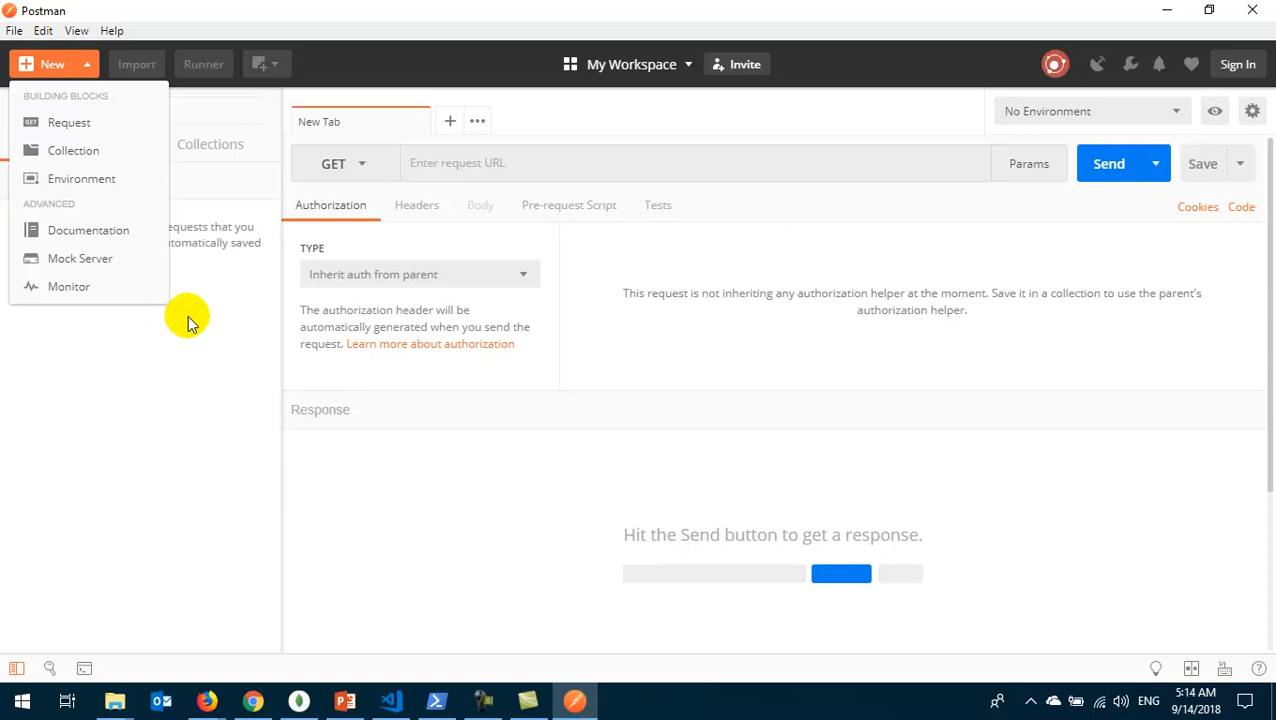 Postman
File Edit View Help
New Import Runner My Workspace Invite Sign In
BUILDING BLOCKS
Request
Collection
Environment
ADVANCED
Documentation
Mock Server
Monitor
Collections
requests that you
automatically saved
New Tab
No Environment
GET Enter request URL Params Send Save
Authorization Headers Body Pre-request Script Tests Cookies Code
TYPE
Inherit auth from parent
The authorization header will be
automatically generated when you send the
request. Learn more about authorization
This request is not inheriting any authorization helper at the moment. Save it in a collection to use the parent's
authorization helper.
Response
Hit the Send button to get a response.
ENG
5:14 AM
9/14/2018